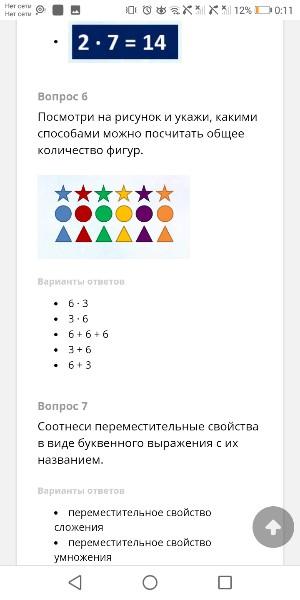 Нет сети
Нет сети
12%
0:11
2 · 7 = 14
Вопрос 6
Посмотри на рисунок и укажи, какими
способами можно посчитать общее
количество фигур.
Варианты ответов
6 · 3
3 · 6
6 + 6 + 6
3 + 6
6 + 3
Вопрос 7
Соотнеси переместительные свойства
в виде буквенного выражения с их
названием.
Варианты ответов
переместительное свойство
сложения
переместительное свойство
умножения